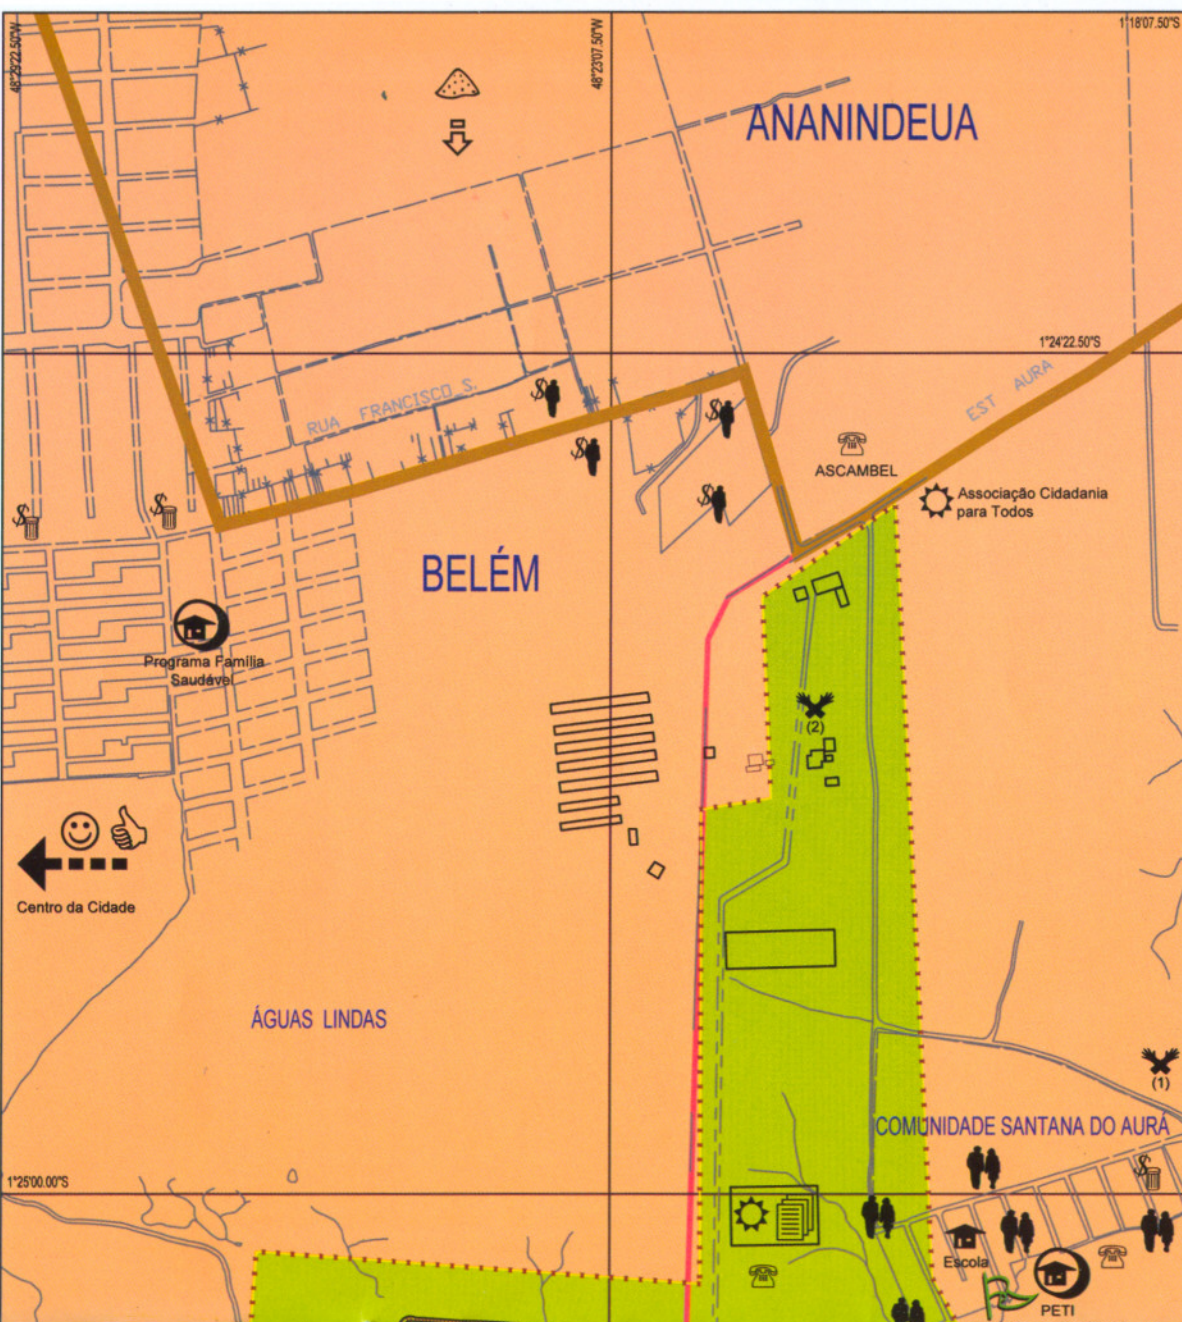 48°29'22.50"W
48°23'07.50"W
1°18'07.50"S
ANANINDEUA
1°24'22.50"S
RUA FRANCISCO S.
EST AURA
ASCAMBEL
Associação Cidadania
para Todos
BELÉM
Programa Família
Saudável
(2)
Centro da Cidade
ÁGUAS LINDAS
(1)
COMUNIDADE SANTANA DO AURÁ
1°25'00.00"S
Escola
PETI